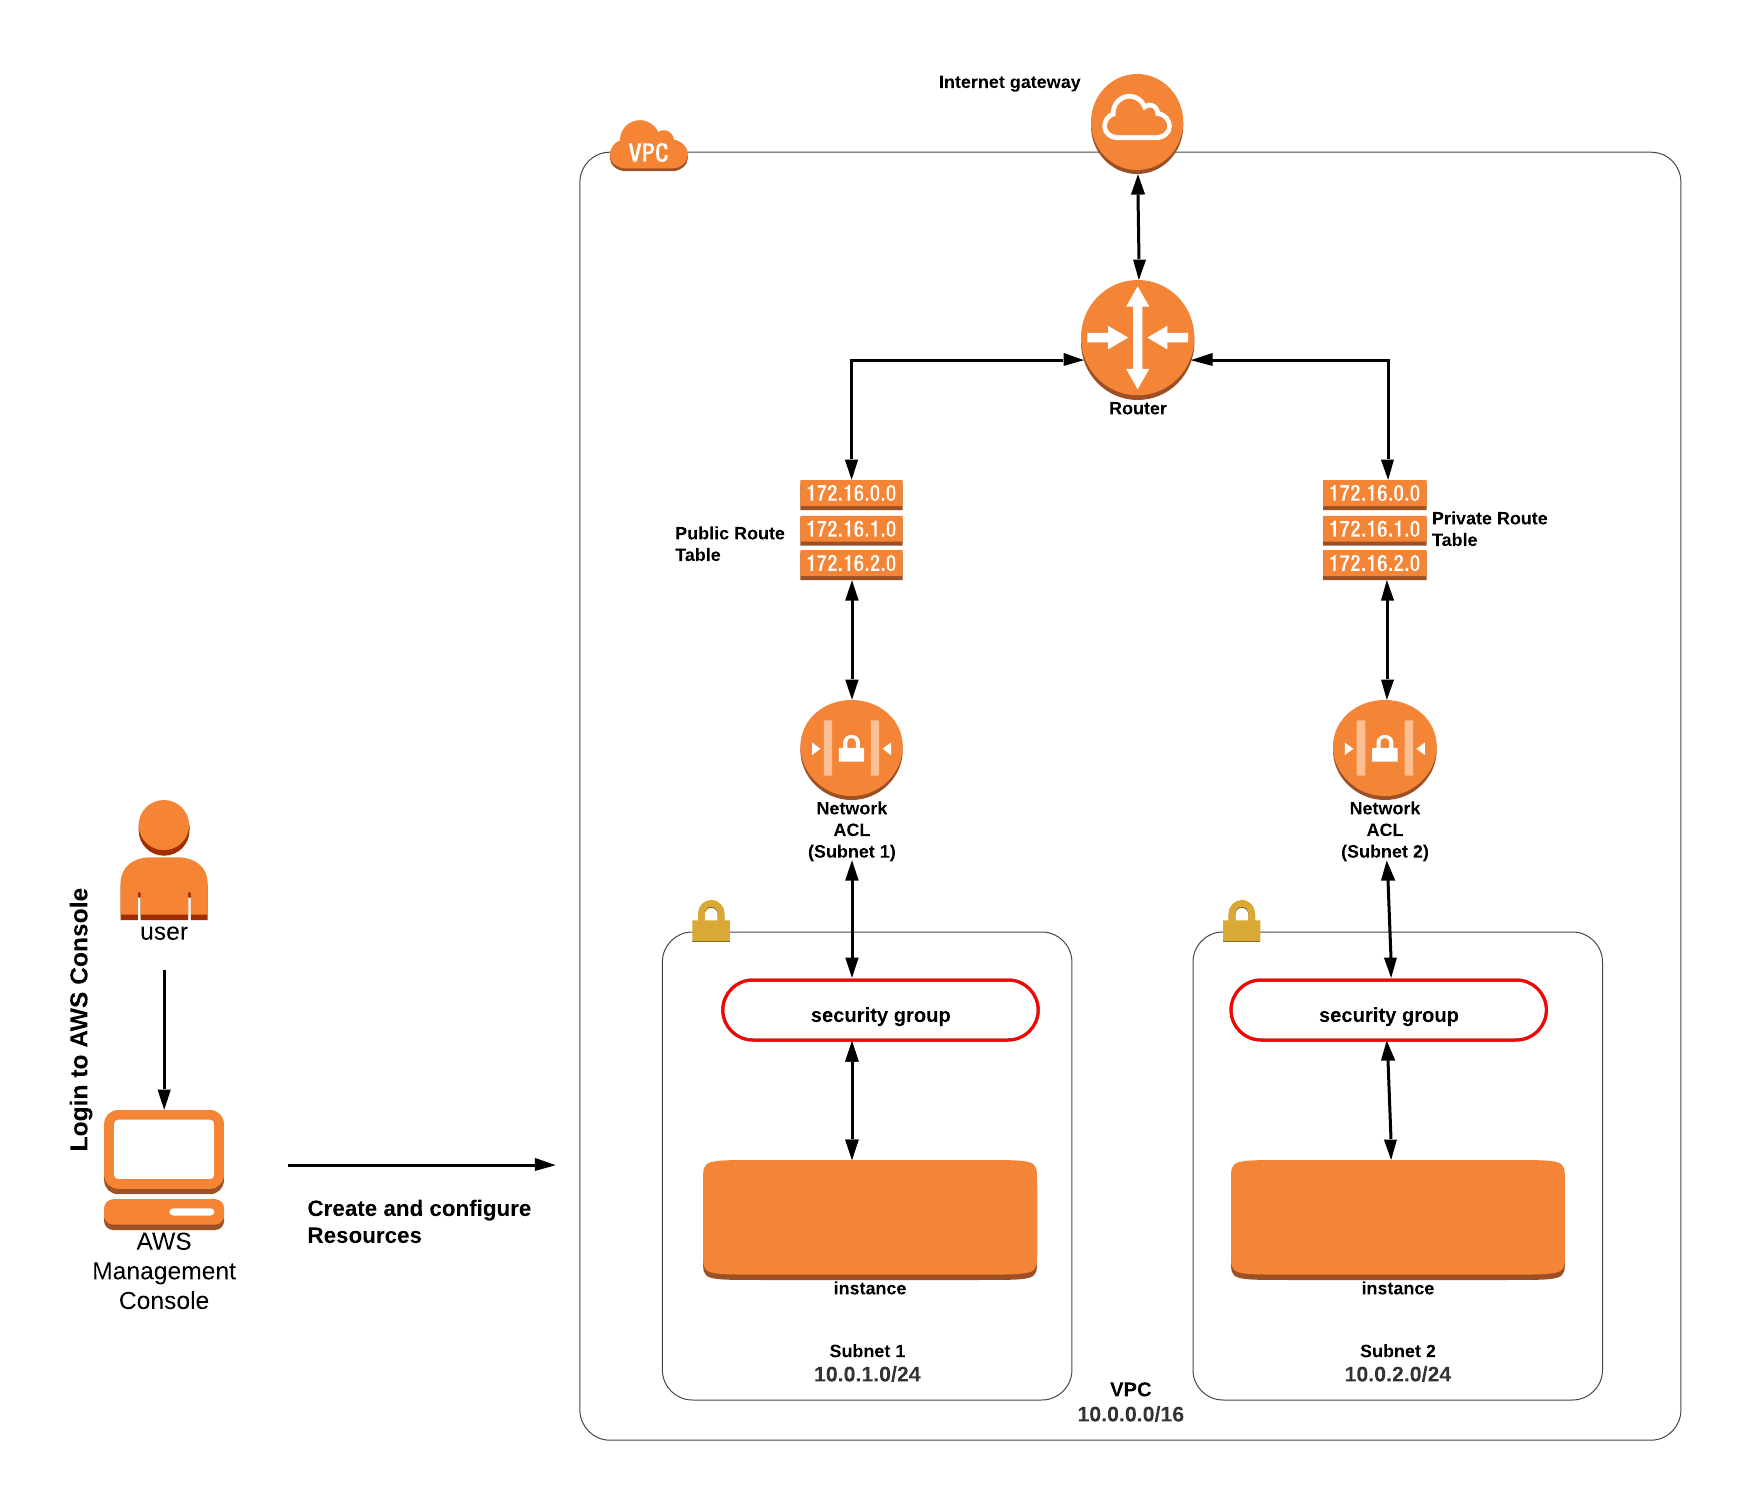 Internet gateway
VPC
Router
172.16.0.0
172.16.1.0
172.16.2.0
Public Route
Table
172.16.0.0
172.16.1.0
172.16.2.0
Private Route
Table
Network
ACL
(Subnet 1)
Network
ACL
(Subnet 2)
user
Login to AWS Console
AWS
Management
Console
Create and configure
Resources
security group
instance
Subnet 1
10.0.1.0/24
security group
instance
Subnet 2
10.0.2.0/24
VPC
10.0.0.0/16